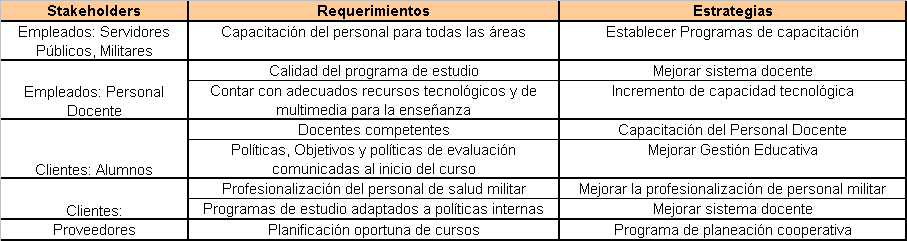 Stakeholders Requerimientos Estrategias
Empleados: Servidores Públicos, Militares Capacitación del personal para todas las áreas Establecer Programas de capacitación
Empleados: Personal Docente Calidad del programa de estudio Mejorar sistema docente
Contar con adecuados recursos tecnológicos y de multimedia para la enseñanza Incremento de capacidad tecnológica
Clientes: Alumnos Docentes competentes Capacitación del Personal Docente
Políticas, Objetivos y políticas de evaluación comunicadas al inicio del curso Mejorar Gestión Educativa
Clientes: Profesionalización del personal de salud militar Mejorar la profesionalización de personal militar
Programas de estudio adaptados a políticas internas Mejorar sistema docente
Proveedores Planificación oportuna de cursos Programa de planeación cooperativa